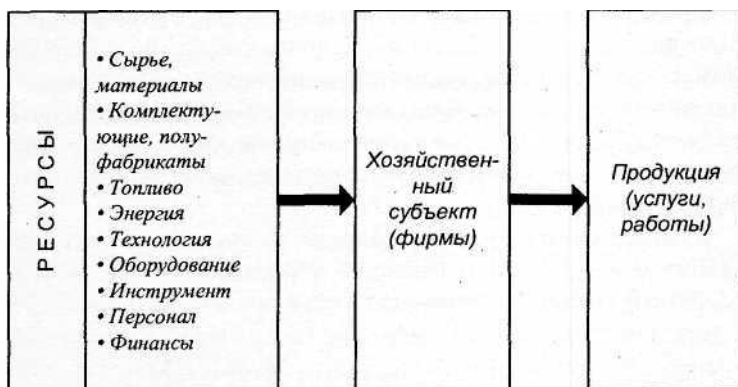 РЕСУРСЫ
• Сырье,
материалы
• Комплекту-
ющие, полу-
фабрикаты
• Топливо
• Энергия
• Технология
• Оборудование
• Инструмент
• Персонал
• Финансы
Хозяйствен-
ный
субъект
(фирмы)
Продукция
(услуги,
работы)